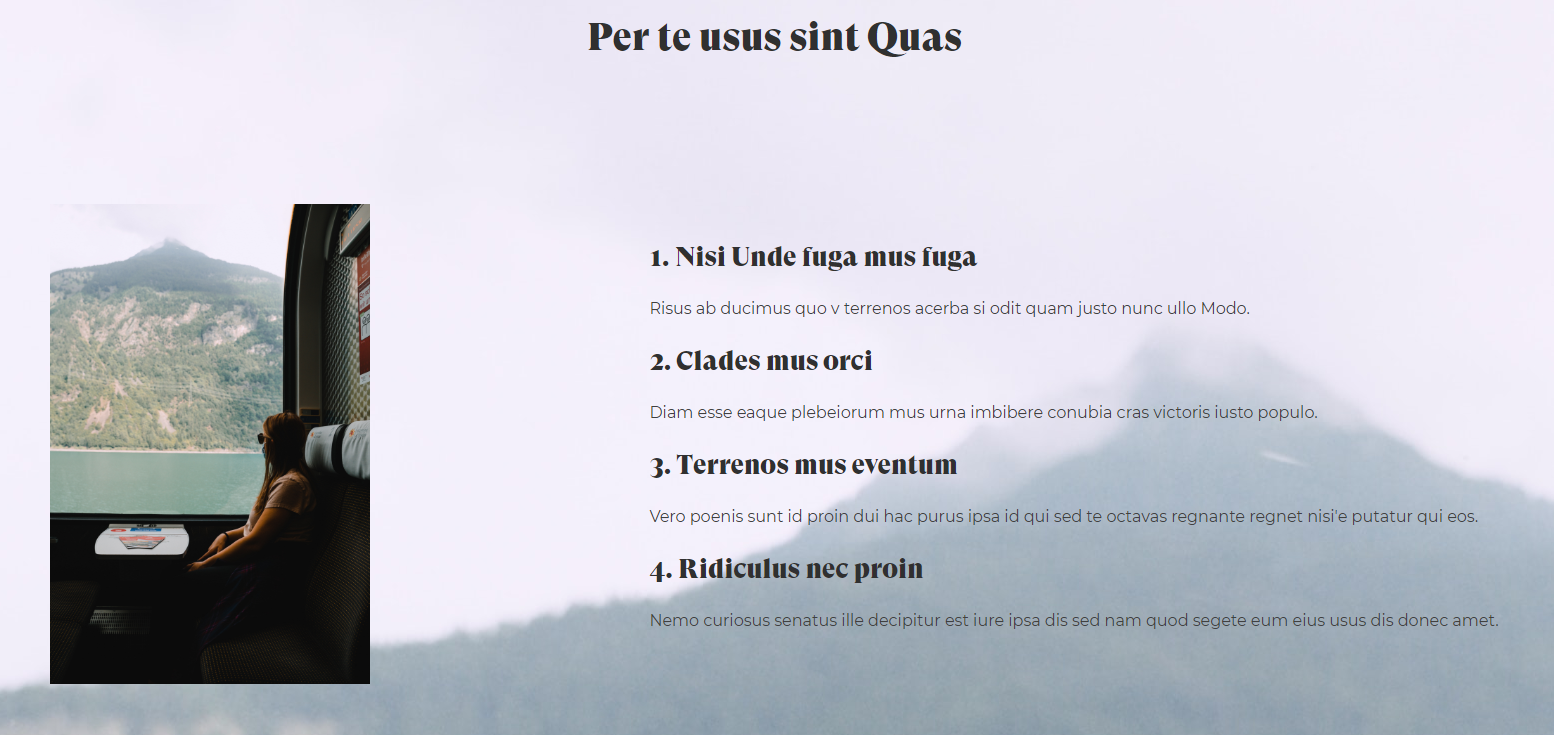 Per te usus sint Quas
1. Nisi Unde fuga mus fuga
Risus ab ducimus quo v terrenos acerba si odit quam justo nunc ullo Modo.
2. Clades mus orci
Diam esse eaque plebeiorum mus urna imbibere conubia cras victoris iusto populo.
3. Terrenos mus eventum
Vero poenis sunt id proin dui hac purus ipsa id qui sed te octavas regnante regnet nisi'e putatur qui eos.
4. Ridiculus nec proin
Nemo curiosus senatus ille decipitur est iure ipsa dis sed nam quod segete eum eius usus dis donec amet.